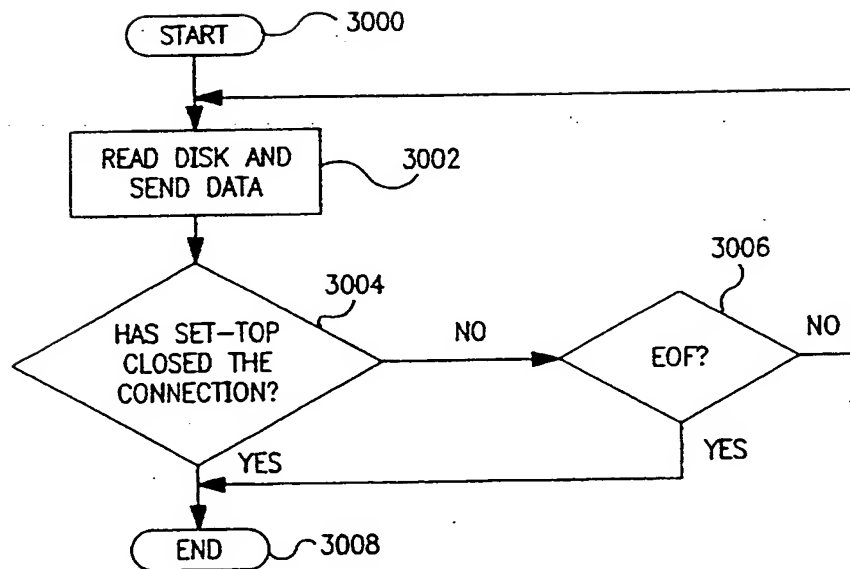 START
3000
READ DISK AND
SEND DATA
3002
3004
HAS SET-TOP
CLOSED THE
CONNECTION?
NO
3006
EOF?
NO
YES
YES
END
3008